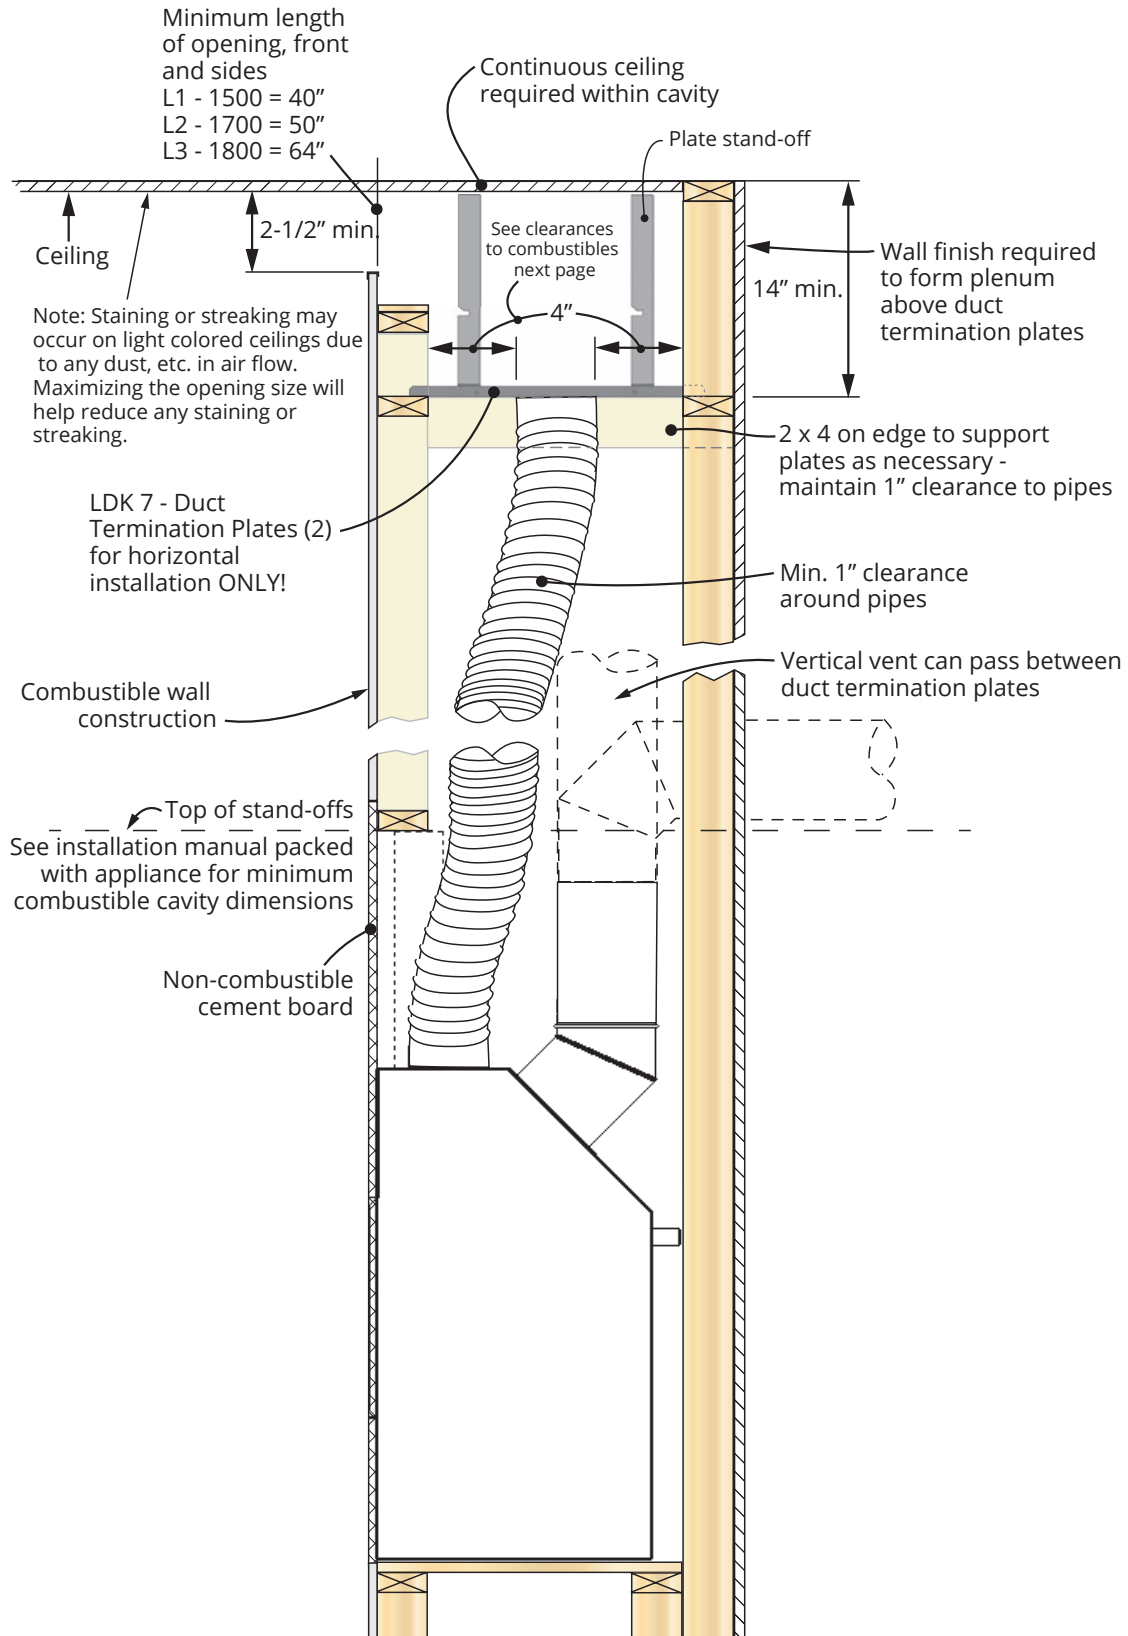 Minimum length
of opening, front
and sides
L1 - 1500 = 40”
L2 - 1700 = 50”
L3 - 1800 = 64”
Continuous ceiling
required within cavity
Plate stand-off
2-1/2” min.
Ceiling
See clearances
to combustibles
next page
4”
14” min.
Wall finish required
to form plenum
above duct
termination plates
Note: Staining or streaking may
occur on light colored ceilings due
to any dust, etc. in air flow.
Maximizing the opening size will
help reduce any staining or
streaking.
2 x 4 on edge to support
plates as necessary -
maintain 1” clearance to pipes
LDK 7 - Duct
Termination Plates (2)
for horizontal
installation ONLY!
Min. 1” clearance
around pipes
Vertical vent can pass between
duct termination plates
Combustible wall
construction
Top of stand-offs
See installation manual packed
with appliance for minimum
combustible cavity dimensions
Non-combustible
cement board